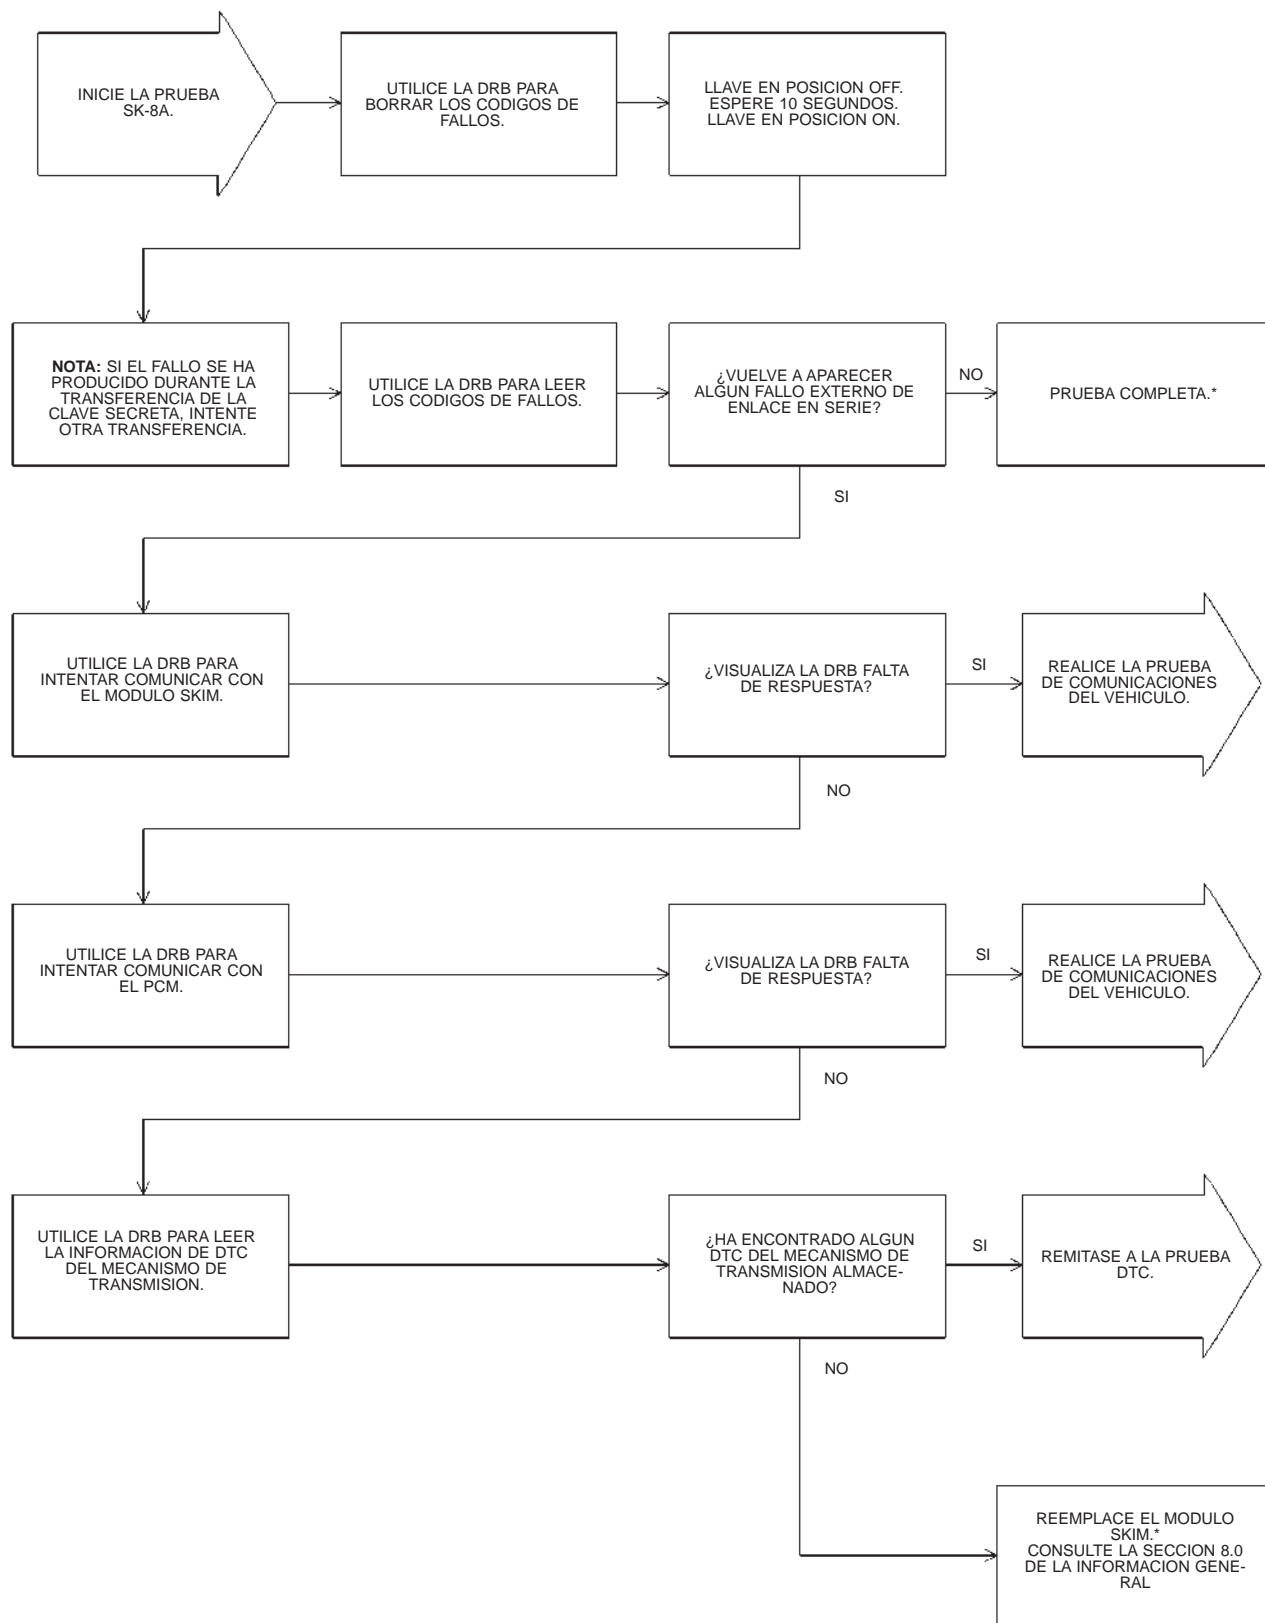 INICIE LA PRUEBA
SK-8A.
UTILICE LA DRB PARA
BORRAR LOS CODIGOS DE
FALLOS.
LLAVE EN POSICION OFF.
ESPERE 10 SEGUNDOS.
LLAVE EN POSICION ON.
NOTA: SI EL FALLO SE HA
PRODUCIDO DURANTE LA
TRANSFERENCIA DE LA
CLAVE SECRETA, INTENTE
OTRA TRANSFERENCIA.
UTILICE LA DRB PARA LEER
LOS CODIGOS DE FALLOS.
¿VUELVE A APARECER
ALGUN FALLO EXTERNO DE
ENLACE EN SERIE?
NO
PRUEBA COMPLETA.*
SI
UTILICE LA DRB PARA
INTENTAR COMUNICAR CON
EL MODULO SKIM.
¿VISUALIZA LA DRB FALTA
DE RESPUESTA?
SI
REALICE LA PRUEBA
DE COMUNICACIONES
DEL VEHICULO.
NO
UTILICE LA DRB PARA
INTENTAR COMUNICAR CON
EL PCM.
¿VISUALIZA LA DRB FALTA
DE RESPUESTA?
SI
REALICE LA PRUEBA
DE COMUNICACIONES
DEL VEHICULO.
NO
UTILICE LA DRB PARA LEER
LA INFORMACION DE DTC
DEL MECANISMO DE
TRANSMISION.
¿HA ENCONTRADO ALGUN
DTC DEL MECANISMO DE
TRANSMISION ALMACE-
NADO?
SI
REMITASE A LA PRUEBA
DTC.
NO
REEMPLACE EL MODULO
SKIM.*
CONSULTE LA SECCION 8.0
DE LA INFORMACION GENE-
RAL